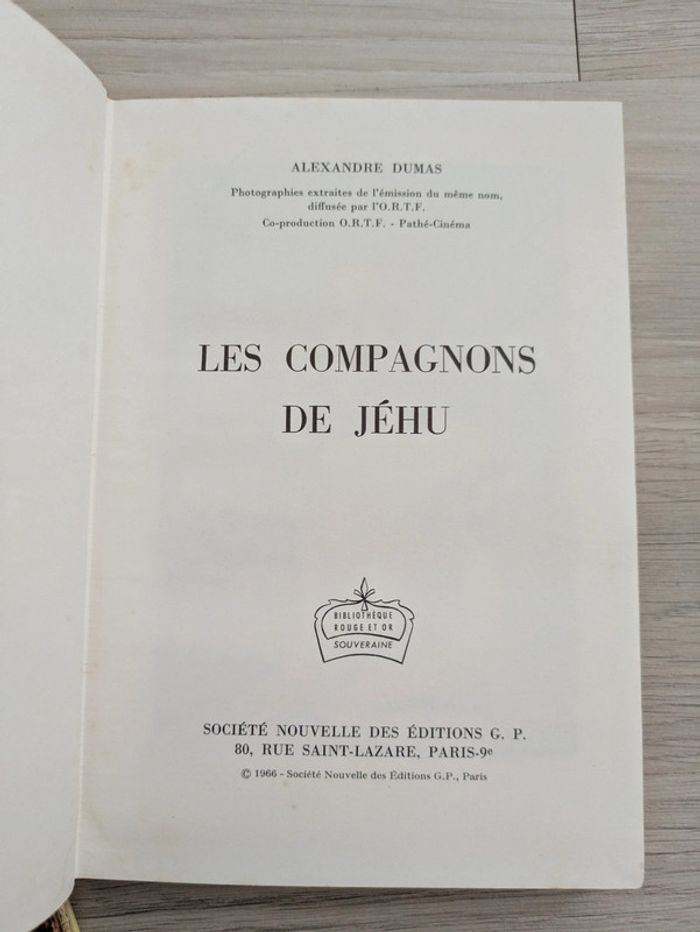 ALEXANDRE DUMAS
Photographies extraites de l'émission du même nom,
diffusée par l'O.R.T.F.
Co-production O.R.T.F. - Pathé-Cinéma
LES COMPAGNONS
DE JÉHU
BIBLIOTHÈQUE
ROUGE ET OR
SOUVERAINE
SOCIÉTÉ NOUVELLE DES ÉDITIONS G. P.
80, RUE SAINT-LAZARE, PARIS-9e
© 1966 - Société Nouvelle des Éditions G.P., Paris